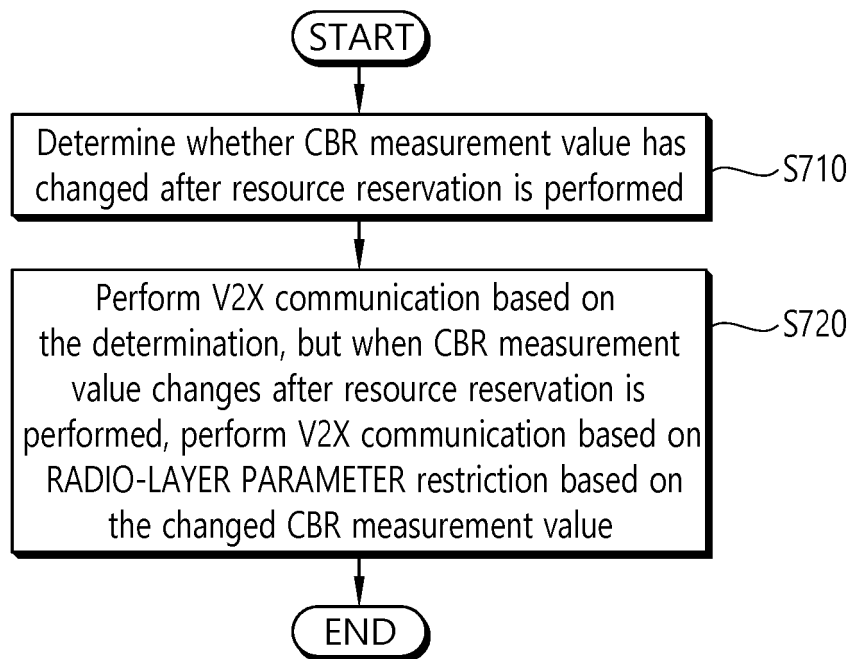 START
Determine whether CBR measurement value has
changed after resource reservation is performed
S710
Perform V2X communication based on
the determination, but when CBR measurement
value changes after resource reservation is
performed, perform V2X communication based on
RADIO-LAYER PARAMETER restriction based on
the changed CBR measurement value
S720
END